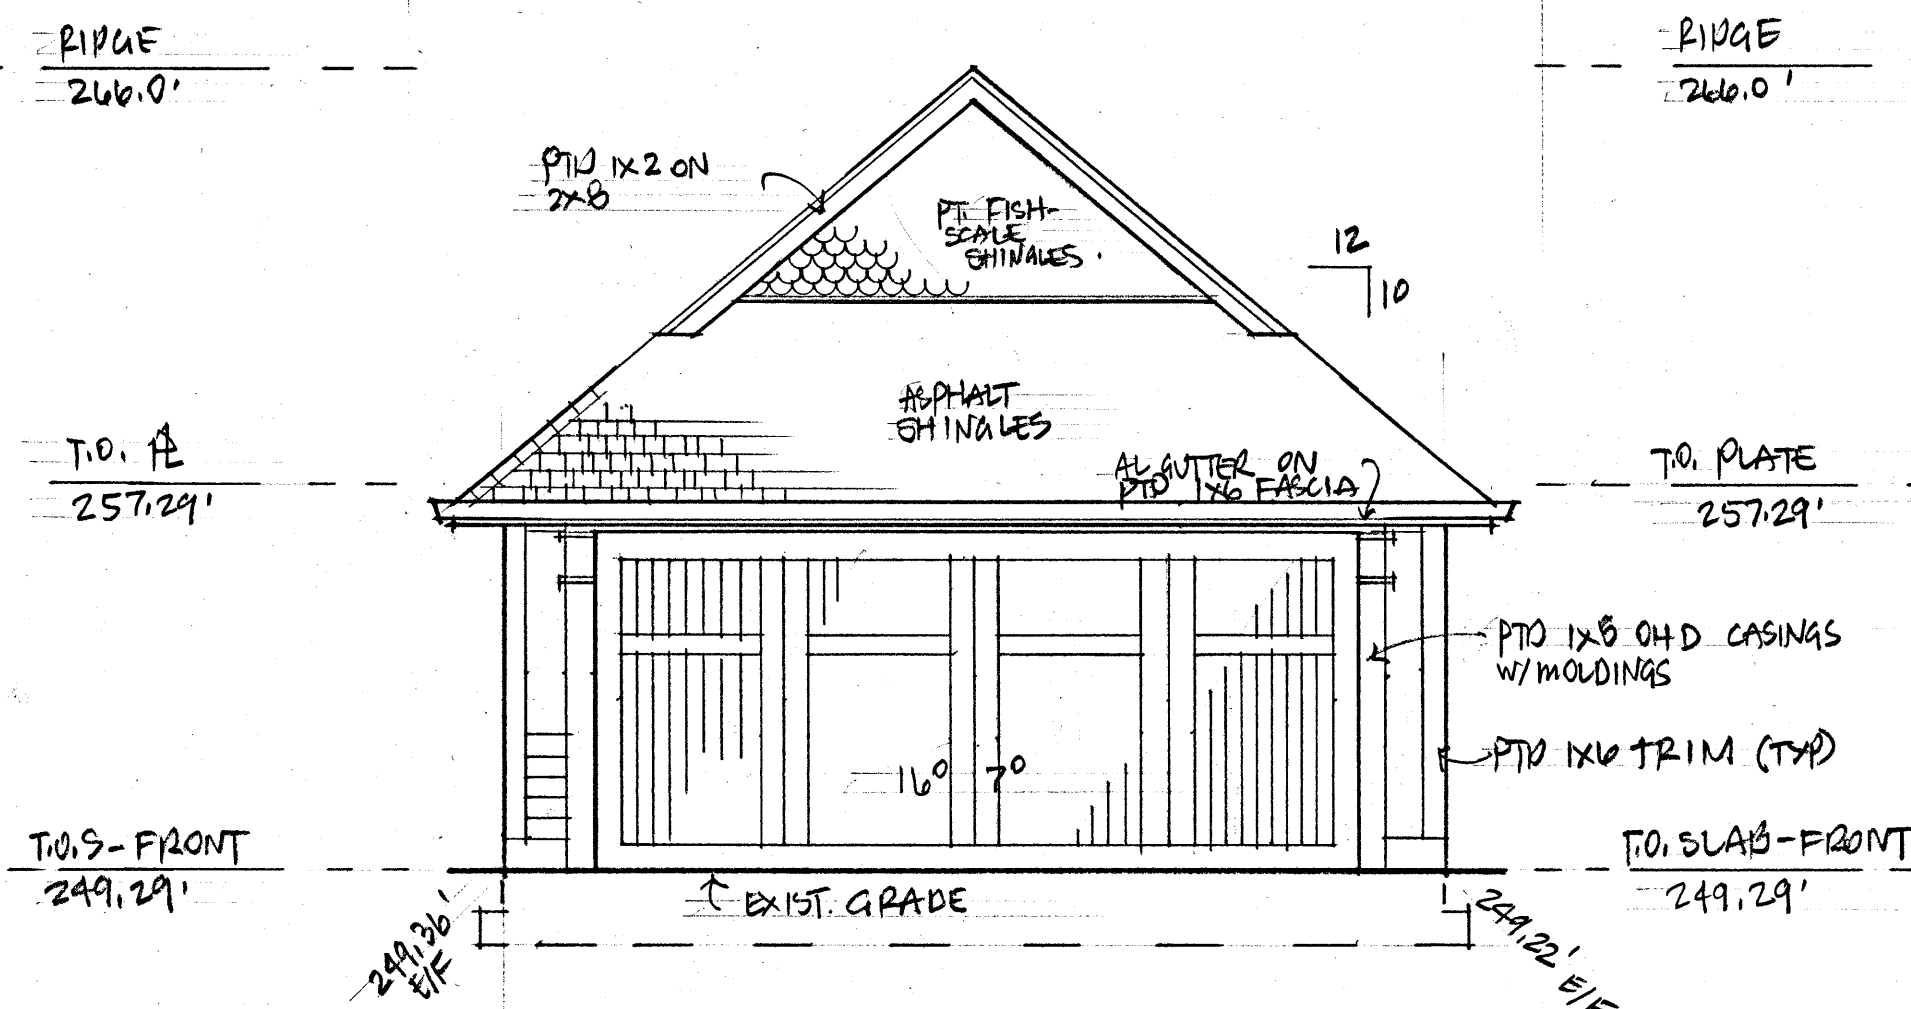 RIDGE
266.0'
RIDGE
266.0'
PTD 1X2 ON
2X8
PT. FISH-
SCALE
SHINGLES.
12
10
ASPHALT
SHINGLES
T.O. PL
257.29'
AL GUTTER ON
PTD 1X6 FASCIA
T.O. PLATE
257.29'
PTD 1X5 OHD CASINGS
W/MOLDINGS
16⁰ 7⁰
PTD 1X6 TRIM (TYP)
T.O.S-FRONT
249.29'
T.O. SLAB-FRONT
249.29'
EXIST. GRADE
249.36'
E/F
249.22' E/F